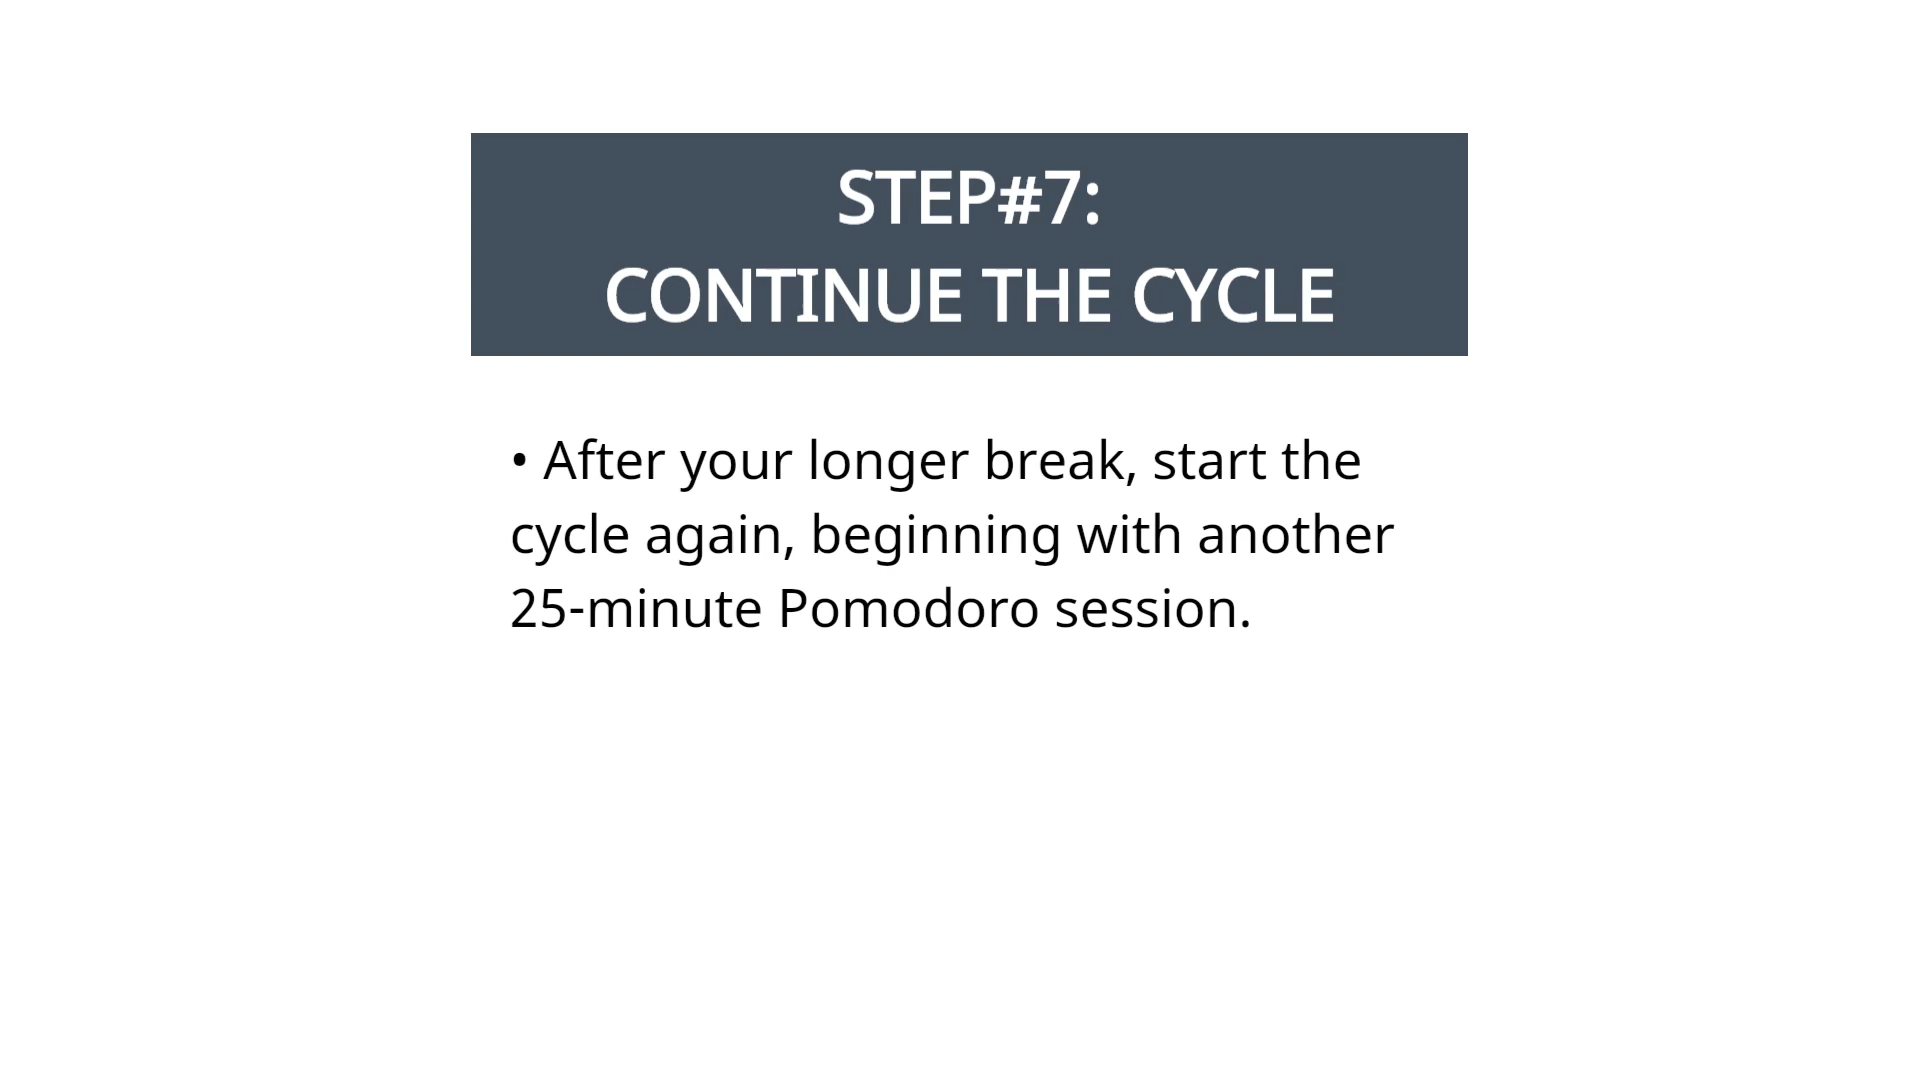 STEP#7:
CONTINUE THE CYCLE
• After your longer break, start the
cycle again, beginning with another
25-minute Pomodoro session.